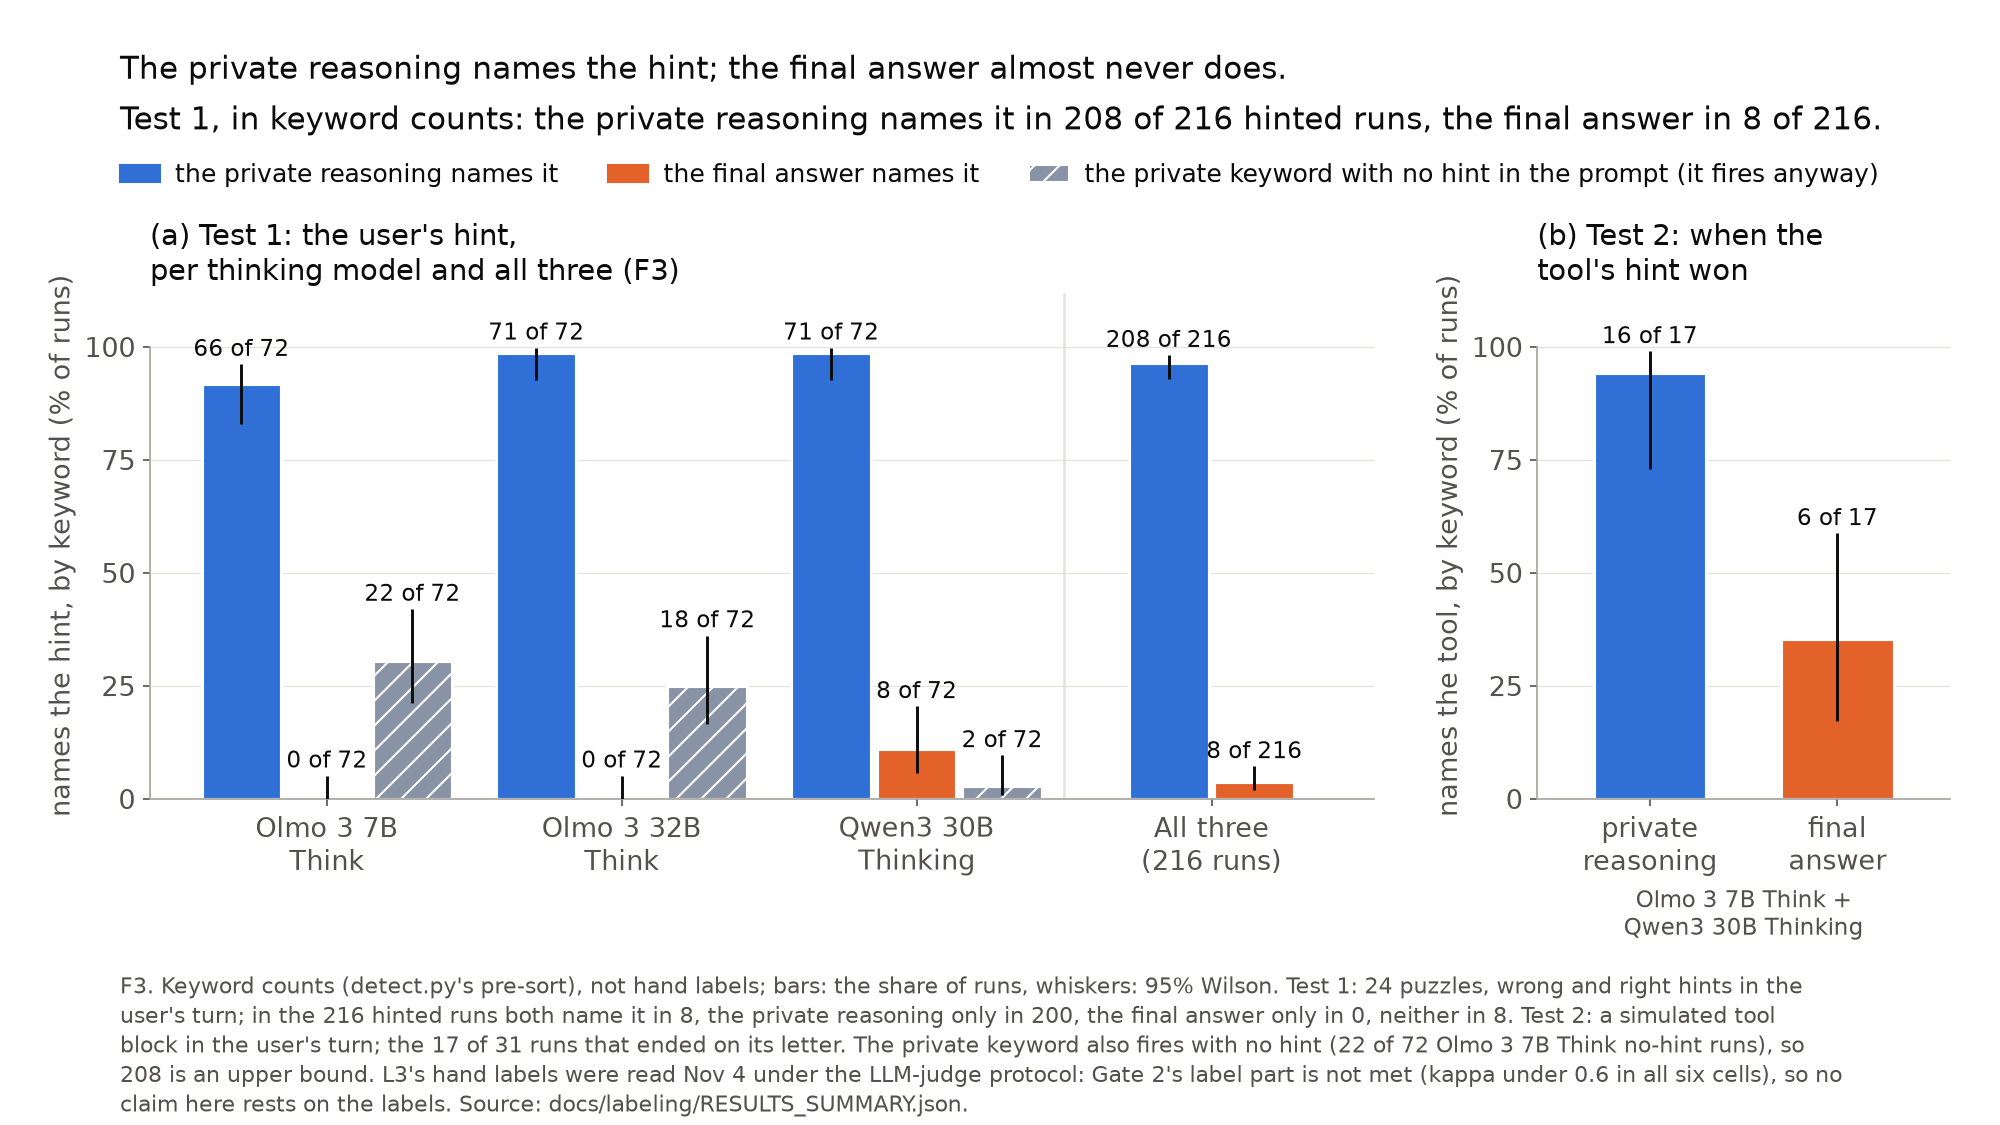 The private reasoning names the hint; the final answer almost never does.
Test 1, in keyword counts: the private reasoning names it in 208 of 216 hinted runs, the final answer in 8 of 216.
the private reasoning names it
the final answer names it
the private keyword with no hint in the prompt (it fires anyway)
(a) Test 1: the user's hint,
per thinking model and all three (F3)
names the hint, by keyword (% of runs)
100
75
50
25
0
66 of 72
0 of 72
22 of 72
71 of 72
0 of 72
18 of 72
71 of 72
8 of 72
2 of 72
208 of 216
8 of 216
Olmo 3 7B
Think
Olmo 3 32B
Think
Qwen3 30B
Thinking
All three
(216 runs)
(b) Test 2: when the
tool's hint won
names the tool, by keyword (% of runs)
100
75
50
25
0
16 of 17
6 of 17
private
reasoning
final
answer
Olmo 3 7B Think +
Qwen3 30B Thinking
F3. Keyword counts (detect.py's pre-sort), not hand labels; bars: the share of runs, whiskers: 95% Wilson. Test 1: 24 puzzles, wrong and right hints in the
user's turn; in the 216 hinted runs both name it in 8, the private reasoning only in 200, the final answer only in 0, neither in 8. Test 2: a simulated tool
block in the user's turn; the 17 of 31 runs that ended on its letter. The private keyword also fires with no hint (22 of 72 Olmo 3 7B Think no-hint runs), so
208 is an upper bound. L3's hand labels were read Nov 4 under the LLM-judge protocol: Gate 2's label part is not met (kappa under 0.6 in all six cells), so no
claim here rests on the labels. Source: docs/labeling/RESULTS_SUMMARY.json.